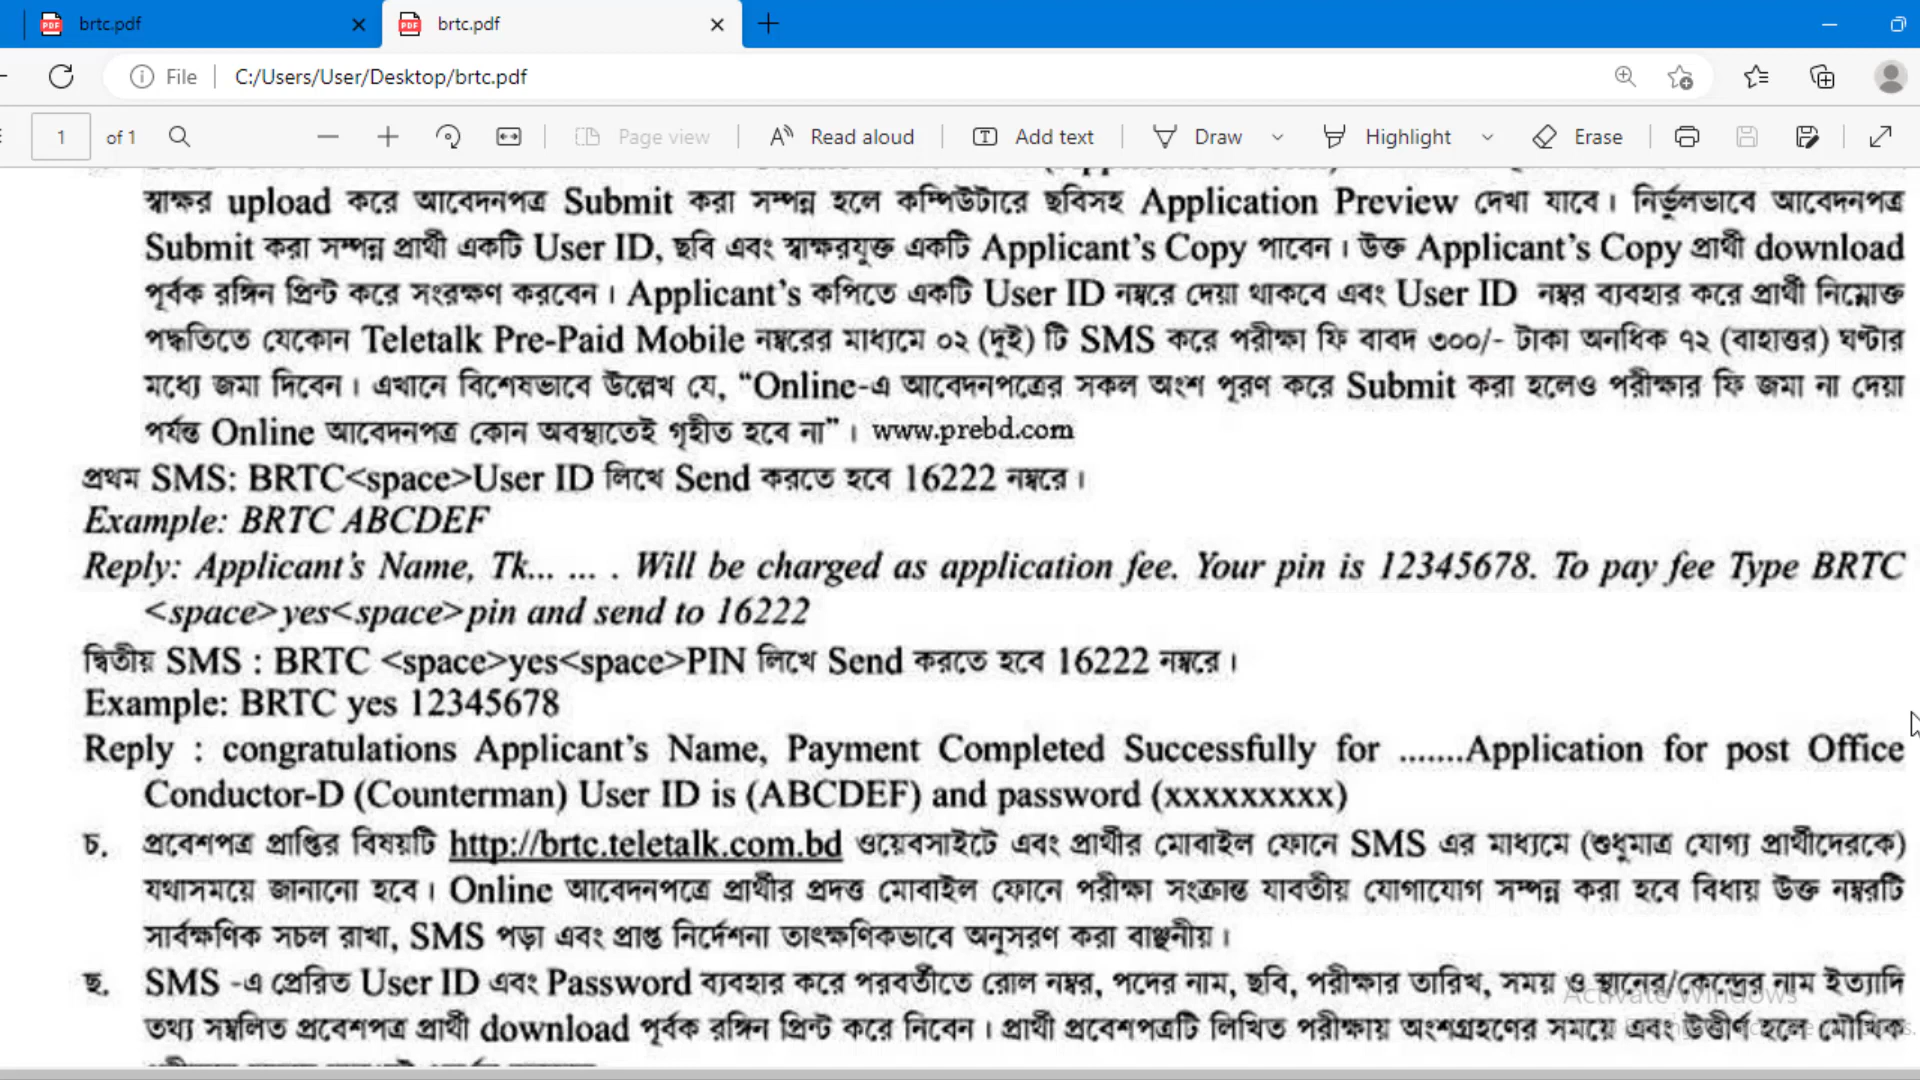 brtc.pdf
brtc.pdf
File
C:/Users/User/Desktop/brtc.pdf
1 of 1
Page view
Read aloud
Add text
Draw
Highlight
Erase
স্বাক্ষর upload করে আবেদনপত্র Submit করা সম্পন্ন হলে কম্পিউটারে ছবিসহ Application Preview দেখা যাবে। নির্ভুলভাবে আবেদনপত্র
Submit করা সম্পন্ন প্রার্থী একটি User ID, ছবি এবং স্বাক্ষরযুক্ত একটি Applicant's Copy পাবেন। উক্ত Applicant's Copy প্রার্থী download
পূর্বক রঙ্গিন প্রিন্ট করে সংরক্ষণ করবেন। Applicant's কপিতে একটি User ID নম্বরে দেয়া থাকবে এবং User ID নম্বর ব্যবহার করে প্রার্থী নিম্নোক্ত
পদ্ধতিতে যেকোন Teletalk Pre-Paid Mobile নম্বরের মাধ্যমে ০২ (দুই) টি SMS করে পরীক্ষা ফি বাবদ ৩০০/- টাকা অনধিক ৭২ (বাহাত্তর) ঘণ্টার
মধ্যে জমা দিবেন। এখানে বিশেষভাবে উল্লেখ যে, "Online-এ আবেদনপত্রের সকল অংশ পূরণ করে Submit করা হলেও পরীক্ষার ফি জমা না দেয়া
পর্যন্ত Online আবেদনপত্র কোন অবস্থাতেই গৃহীত হবে না"। www.prebd.com
প্রথম SMS: BRTC<space>User ID লিখে Send করতে হবে 16222 নম্বরে।
Example: BRTC ABCDEF
Reply: Applicant's Name, Tk... ... . Will be charged as application fee. Your pin is 12345678. To pay fee Type BRTC
<space>yes<space>pin and send to 16222
দ্বিতীয় SMS : BRTC <space>yes<space>PIN লিখে Send করতে হবে 16222 নম্বরে।
Example: BRTC yes 12345678
Reply : congratulations Applicant's Name, Payment Completed Successfully for .......Application for post Office
Conductor-D (Counterman) User ID is (ABCDEF) and password (xxxxxxxxx)
চ. প্রবেশপত্র প্রাপ্তির বিষয়টি http://brtc.teletalk.com.bd ওয়েবসাইটে এবং প্রার্থীর মোবাইল ফোনে SMS এর মাধ্যমে (শুধুমাত্র যোগ্য প্রার্থীদেরকে)
যথাসময়ে জানানো হবে। Online আবেদনপত্রে প্রার্থীর প্রদত্ত মোবাইল ফোনে পরীক্ষা সংক্রান্ত যাবতীয় যোগাযোগ সম্পন্ন করা হবে বিধায় উক্ত নম্বরটি
সার্বক্ষণিক সচল রাখা, SMS পড়া এবং প্রাপ্ত নির্দেশনা তাৎক্ষণিকভাবে অনুসরণ করা বাঞ্ছনীয়।
ছ. SMS -এ প্রেরিত User ID এবং Password ব্যবহার করে পরবর্তীতে রোল নম্বর, পদের নাম, ছবি, পরীক্ষার তারিখ, সময় ও স্থানের/কেন্দ্রের নাম ইত্যাদি
Activate Windows
তথ্য সম্বলিত প্রবেশপত্র প্রার্থী download পূর্বক রঙ্গিন প্রিন্ট করে নিবেন। প্রার্থী প্রবেশপত্রটি লিখিত পরীক্ষায় অংশগ্রহণের সময়ে এবং উত্তীর্ণ হলে মৌখিক